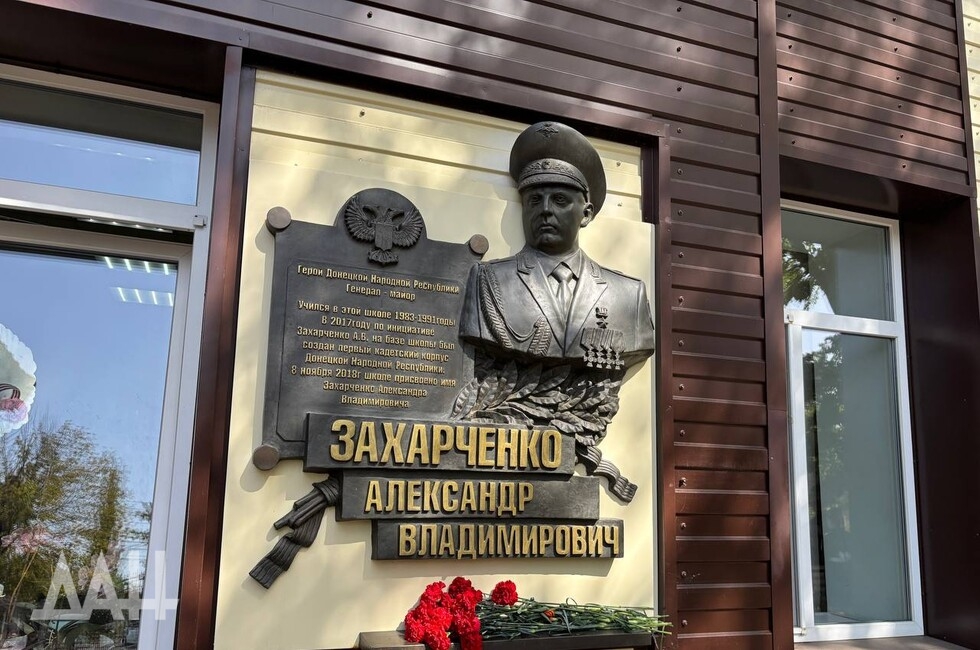 Герой Донецкой Народной Республики
Генерал – майор
Учился в этой школе 1983-1991годы
В 2017году по инициативе
Захарченко А.В. на базе школы был
создан первый кадетский корпус
Донецкой Народной Республики.
8 ноября 2018г школе присвоено имя
Захарченко Александра
Владимировича
ЗАХАРЧЕНКО
АЛЕКСАНДР
ВЛАДИМИРОВИЧ
ДАН